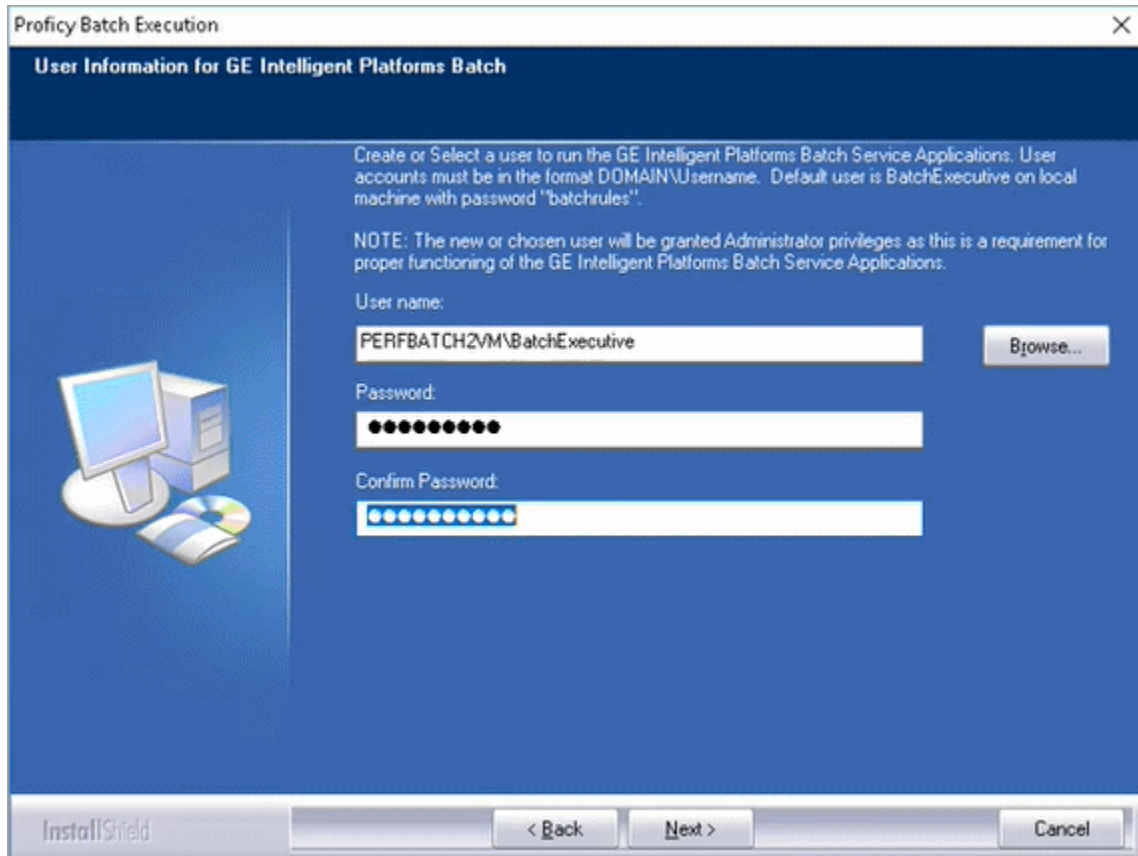 Proficy Batch Execution
User Information for GE Intelligent Platforms Batch
Create or Select a user to run the GE Intelligent Platforms Batch Service Applications. User
accounts must be in the format DOMAIN\Username. Default user is BatchExecutive on local
machine with password "batchrules".
NOTE: The new or chosen user will be granted Administrator privileges as this is a requirement for
proper functioning of the GE Intelligent Platforms Batch Service Applications.
User name:
PERFBATCH2VM\BatchExecutive
Browse...
Password:
●●●●●●●●●
Confirm Password:
●●●●●●●●●●
InstallShield
< Back
Next >
Cancel